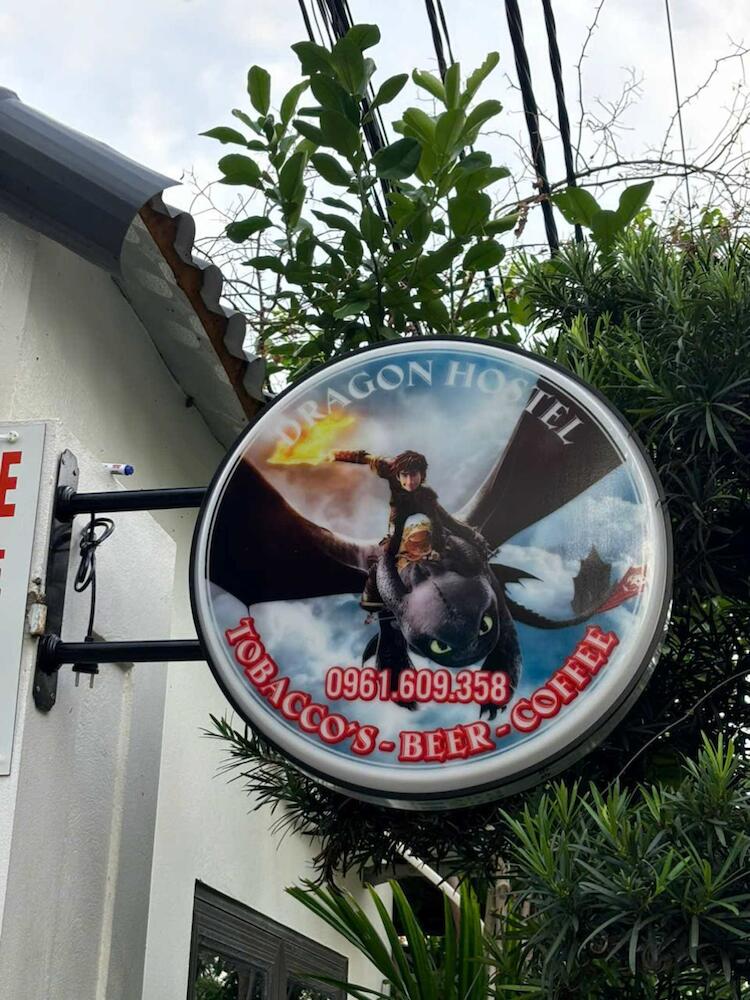 DRAGON HOSTEL
0961.609.358
TOBACCO'S - BEER - COFFEE
E